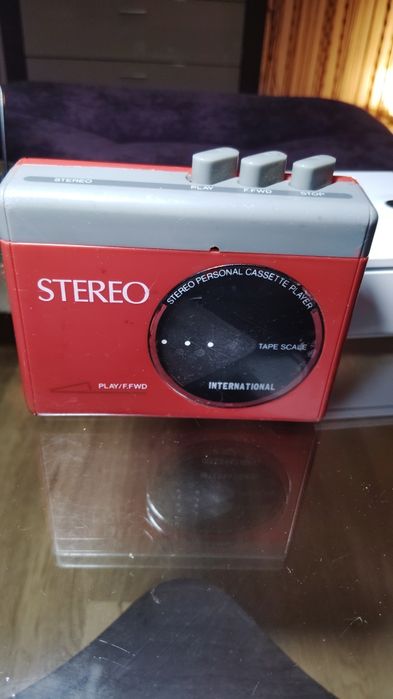 STEREO
PLAY
F.FWD
STOP
STEREO
STEREO PERSONAL CASSETTE PLAYER
TAPE SCALE
PLAY/F.FWD
INTERNATIONAL